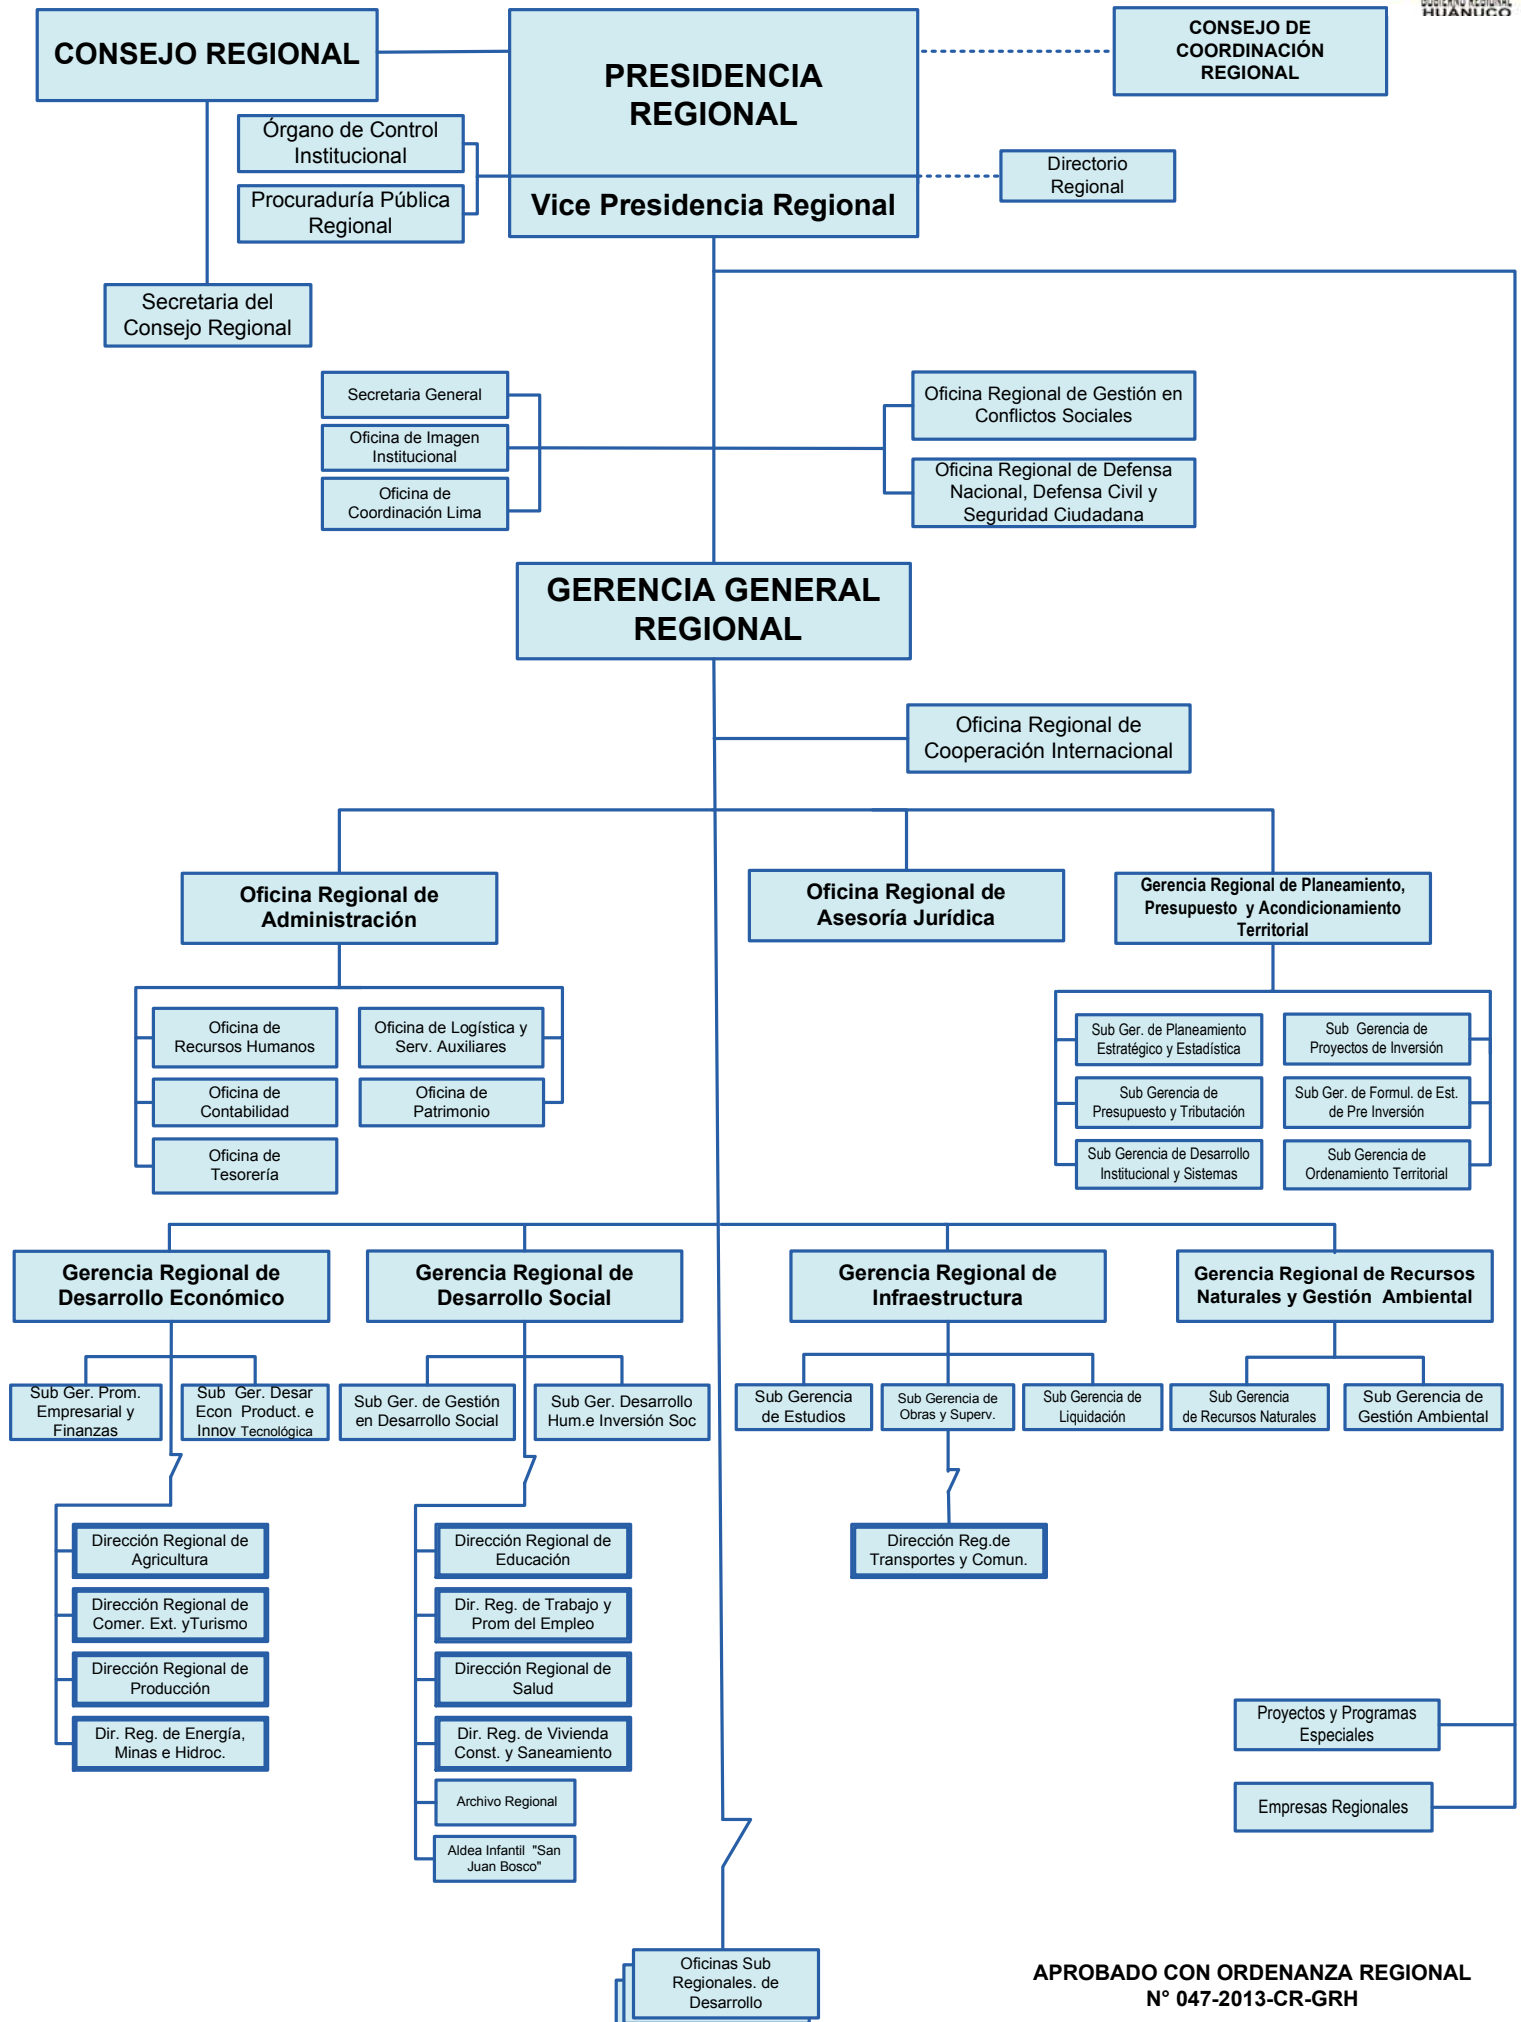 GOBIERNO REGIONAL
HUÁNUCO
CONSEJO REGIONAL
PRESIDENCIA
REGIONAL
CONSEJO DE
COORDINACIÓN
REGIONAL
Órgano de Control
Institucional
Procuraduría Pública
Regional
Vice Presidencia Regional
Directorio
Regional
Secretaria del
Consejo Regional
Secretaria General
Oficina de Imagen
Institucional
Oficina de
Coordinación Lima
Oficina Regional de Gestión en
Conflictos Sociales
Oficina Regional de Defensa
Nacional, Defensa Civil y
Seguridad Ciudadana
GERENCIA GENERAL
REGIONAL
Oficina Regional de
Cooperación Internacional
Oficina Regional de
Administración
Oficina Regional de
Asesoría Jurídica
Gerencia Regional de Planeamiento,
Presupuesto y Acondicionamiento
Territorial
Oficina de
Recursos Humanos
Oficina de Logística y
Serv. Auxiliares
Oficina de
Contabilidad
Oficina de
Patrimonio
Oficina de
Tesorería
Sub Ger. de Planeamiento
Estratégico y Estadística
Sub Gerencia de
Proyectos de Inversión
Sub Gerencia de
Presupuesto y Tributación
Sub Ger. de Formul. de Est.
de Pre Inversión
Sub Gerencia de Desarrollo
Institucional y Sistemas
Sub Gerencia de
Ordenamiento Territorial
Gerencia Regional de
Desarrollo Económico
Gerencia Regional de
Desarrollo Social
Gerencia Regional de
Infraestructura
Gerencia Regional de Recursos
Naturales y Gestión Ambiental
Sub Ger. Prom.
Empresarial y
Finanzas
Sub Ger. Desar
Econ Product. e
Innov Tecnológica
Sub Ger. de Gestión
en Desarrollo Social
Sub Ger. Desarrollo
Hum.e Inversión Soc
Sub Gerencia
de Estudios
Sub Gerencia de
Obras y Superv.
Sub Gerencia de
Liquidación
Sub Gerencia
de Recursos Naturales
Sub Gerencia de
Gestión Ambiental
Dirección Regional de
Agricultura
Dirección Regional de
Comer. Ext. yTurismo
Dirección Regional de
Producción
Dir. Reg. de Energía,
Minas e Hidroc.
Dirección Regional de
Educación
Dir. Reg. de Trabajo y
Prom del Empleo
Dirección Regional de
Salud
Dir. Reg. de Vivienda
Const. y Saneamiento
Archivo Regional
Aldea Infantil "San
Juan Bosco"
Dirección Reg.de
Transportes y Comun.
Proyectos y Programas
Especiales
Empresas Regionales
Oficinas Sub
Regionales. de
Desarrollo
APROBADO CON ORDENANZA REGIONAL
N° 047-2013-CR-GRH